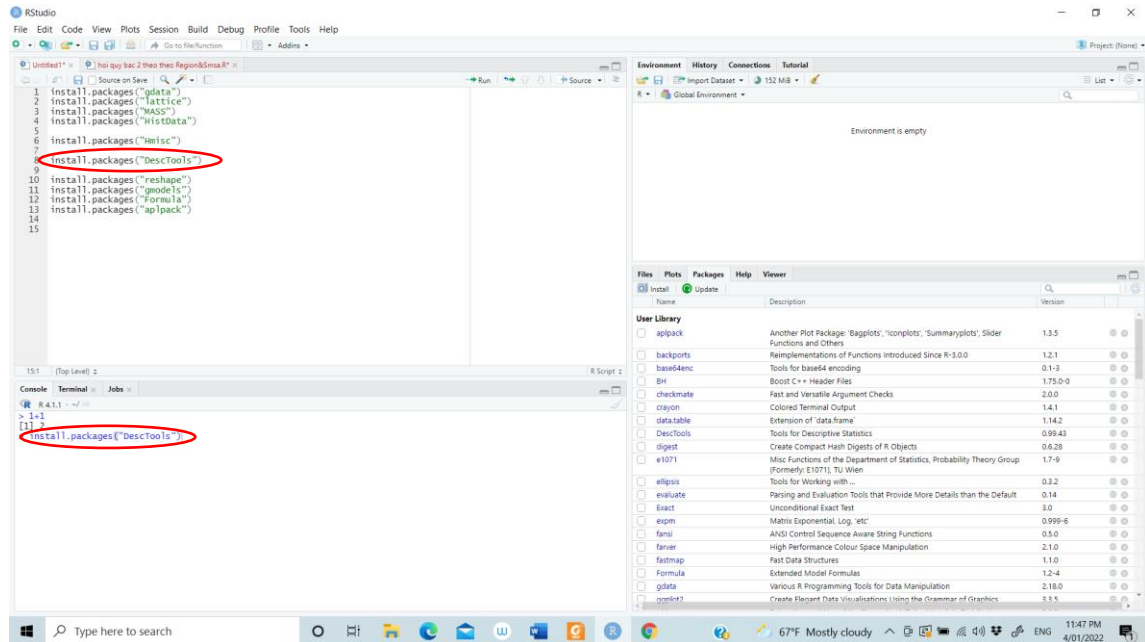 RStudio
File Edit Code View Plots Session Build Debug Profile Tools Help
Go to file/function Addins Project: (None)
Untitled1* hoi quy bac 2 theo theo Region&Smsa.R*
Source on Save Run Source
1 install.packages("gdata")
2 install.packages("lattice")
3 install.packages("MASS")
4 install.packages("HistData")
5
6 install.packages("Hmisc")
7
8 install.packages("DescTools")
9
10 install.packages("reshape")
11 install.packages("gmodels")
12 install.packages("Formula")
13 install.packages("aplpack")
14
15
15:1 (Top Level) R Script
Console Terminal Jobs
R 4.1.1 · ~/
> 1+1
[1] 2
install.packages("DescTools")
Environment History Connections Tutorial
Import Dataset 152 MiB List
R Global Environment
Environment is empty
Files Plots Packages Help Viewer
Install Update
Name Description Version
User Library
aplpack Another Plot Package: 'Bagplots', 'Iconplots', 'Summaryplots', Slider 1.3.5
Functions and Others
backports Reimplementations of Functions Introduced Since R-3.0.0 1.2.1
base64enc Tools for base64 encoding 0.1-3
BH Boost C++ Header Files 1.75.0-0
checkmate Fast and Versatile Argument Checks 2.0.0
crayon Colored Terminal Output 1.4.1
data.table Extension of `data.frame` 1.14.2
DescTools Tools for Descriptive Statistics 0.99.43
digest Create Compact Hash Digests of R Objects 0.6.28
e1071 Misc Functions of the Department of Statistics, Probability Theory Group 1.7-9
(Formerly: E1071), TU Wien
ellipsis Tools for Working with ... 0.3.2
evaluate Parsing and Evaluation Tools that Provide More Details than the Default 0.14
Exact Unconditional Exact Test 3.0
expm Matrix Exponential, Log, 'etc' 0.999-6
fansi ANSI Control Sequence Aware String Functions 0.5.0
farver High Performance Colour Space Manipulation 2.1.0
fastmap Fast Data Structures 1.1.0
Formula Extended Model Formulas 1.2-4
gdata Various R Programming Tools for Data Manipulation 2.18.0
ggplot2 Create Elegant Data Visualisations Using the Grammar of Graphics 3.3.5
Type here to search 67°F Mostly cloudy ENG 11:47 PM
4/01/2022